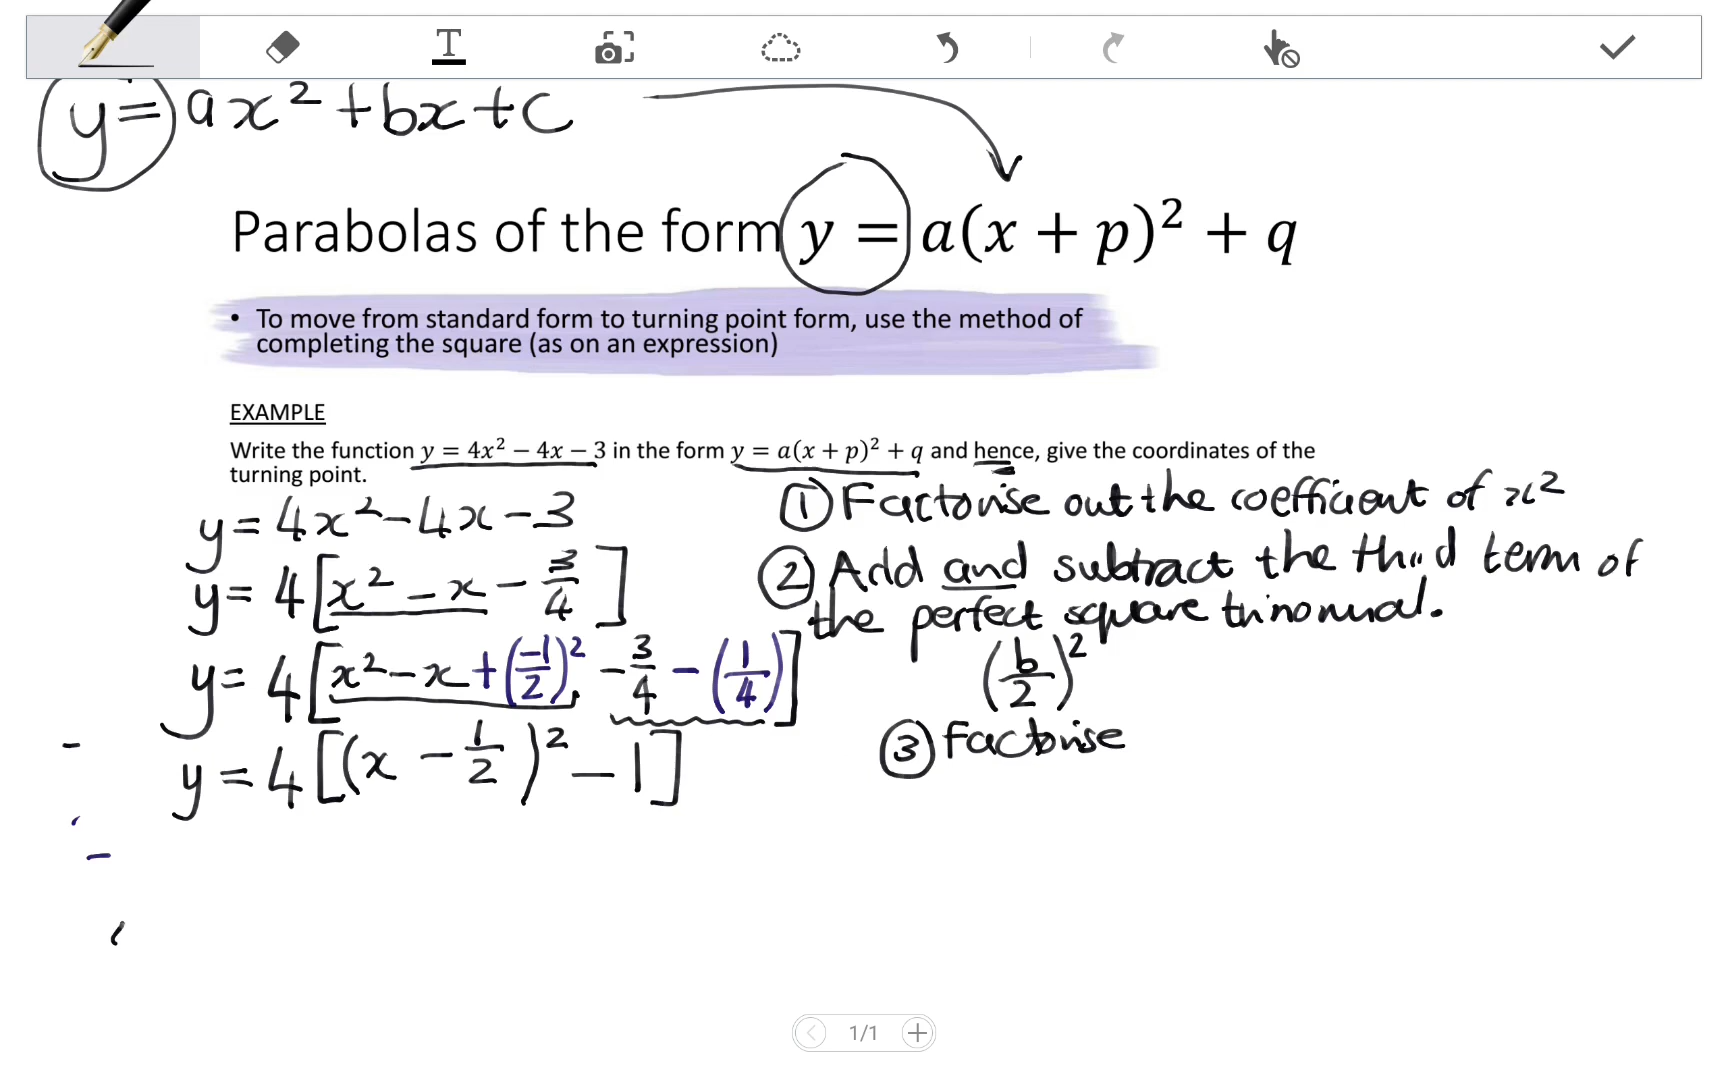 T
y = ax² + bx + c
Parabolas of the form y = a(x + p)² + q
• To move from standard form to turning point form, use the method of
completing the square (as on an expression)
EXAMPLE
Write the function y = 4x² − 4x − 3 in the form y = a(x + p)² + q and hence, give the coordinates of the
turning point.
y = 4x² − 4x − 3
① Factorise out the coefficient of x²
y = 4[x² − x − 3/4]
② Add and subtract the third term of
the perfect square trinomial.
y = 4[x² − x + (−1/2)² − 3/4 − (1/4)]
(b/2)²
③ Factorise
y = 4[(x − 1/2)² − 1]
1/1